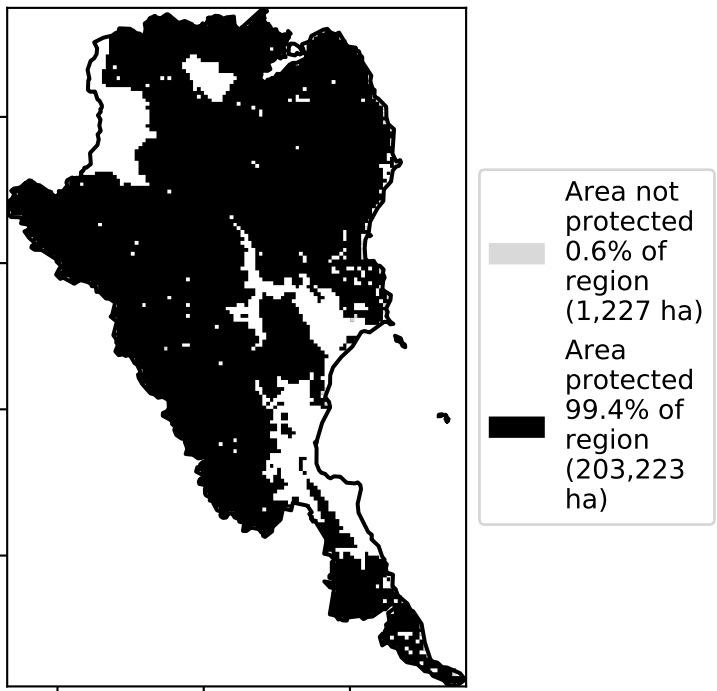 Area not
protected
0.6% of
region
(1,227 ha)
Area
protected
99.4% of
region
(203,223
ha)